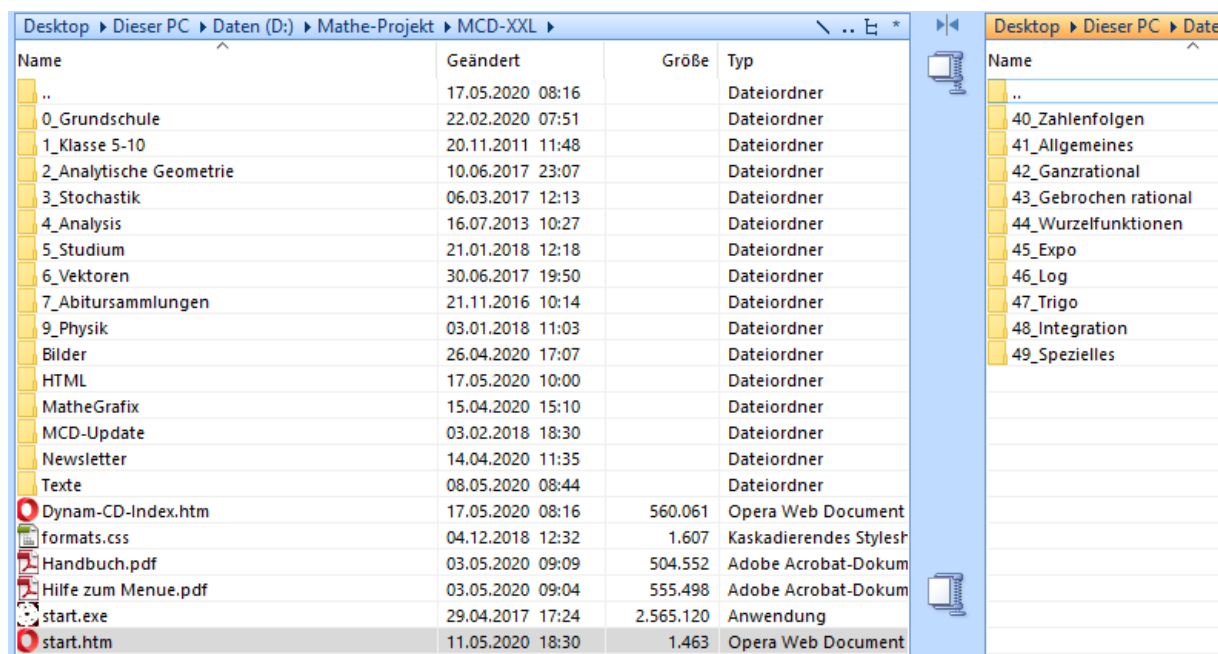 Desktop Dieser PC Daten (D:) Mathe-Projekt MCD-XXL \ .. *
Name Geändert Größe Typ
.. 17.05.2020 08:16 Dateiordner
0_Grundschule 22.02.2020 07:51 Dateiordner
1_Klasse 5-10 20.11.2011 11:48 Dateiordner
2_Analytische Geometrie 10.06.2017 23:07 Dateiordner
3_Stochastik 06.03.2017 12:13 Dateiordner
4_Analysis 16.07.2013 10:27 Dateiordner
5_Studium 21.01.2018 12:18 Dateiordner
6_Vektoren 30.06.2017 19:50 Dateiordner
7_Abitursammlungen 21.11.2016 10:14 Dateiordner
9_Physik 03.01.2018 11:03 Dateiordner
Bilder 26.04.2020 17:07 Dateiordner
HTML 17.05.2020 10:00 Dateiordner
MatheGrafix 15.04.2020 15:10 Dateiordner
MCD-Update 03.02.2018 18:30 Dateiordner
Newsletter 14.04.2020 11:35 Dateiordner
Texte 08.05.2020 08:44 Dateiordner
Dynam-CD-Index.htm 17.05.2020 08:16 560.061 Opera Web Document
formats.css 04.12.2018 12:32 1.607 Kaskadierendes Stylesh
Handbuch.pdf 03.05.2020 09:09 504.552 Adobe Acrobat-Dokum
Hilfe zum Menue.pdf 03.05.2020 09:04 555.498 Adobe Acrobat-Dokum
start.exe 29.04.2017 17:24 2.565.120 Anwendung
start.htm 11.05.2020 18:30 1.463 Opera Web Document
Desktop Dieser PC Date
Name
..
40_Zahlenfolgen
41_Allgemeines
42_Ganzrational
43_Gebrochen rational
44_Wurzelfunktionen
45_Expo
46_Log
47_Trigo
48_Integration
49_Spezielles